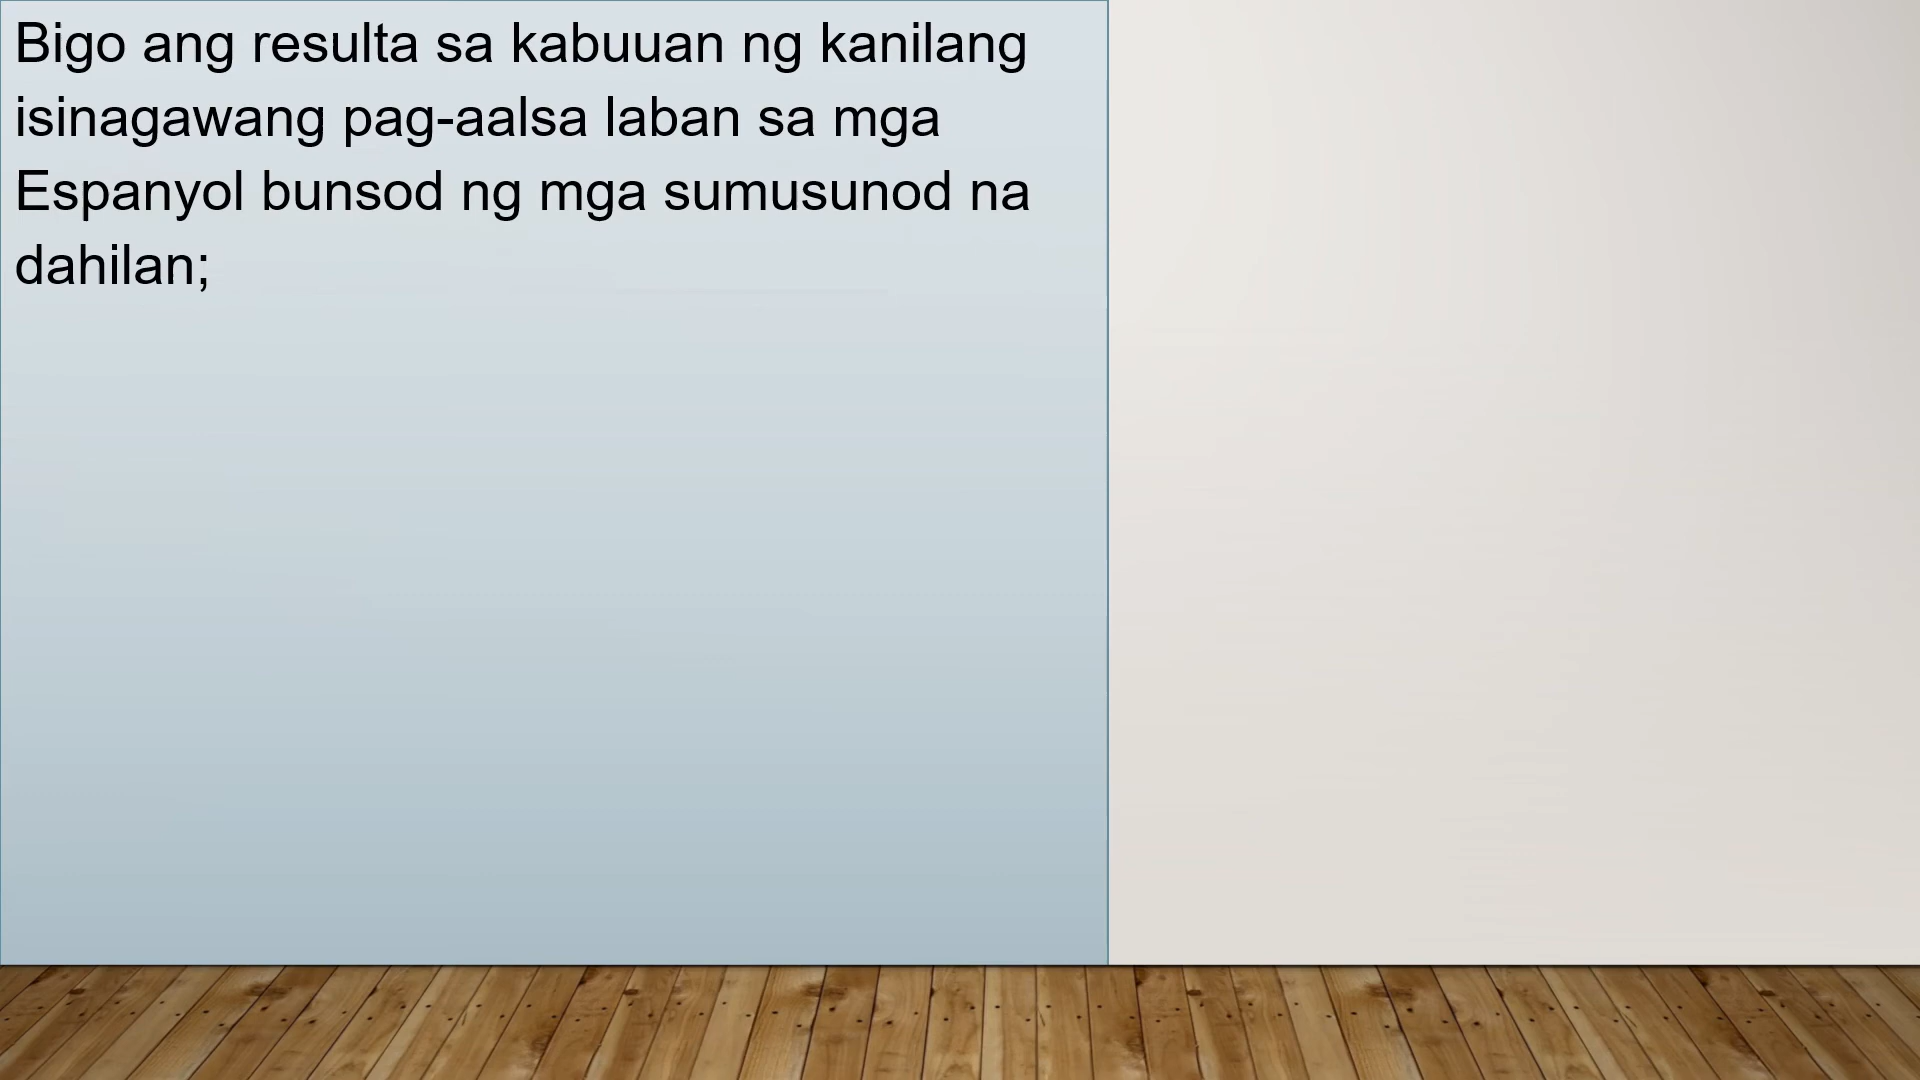 Bigo ang resulta sa kabuuan ng kanilang
isinagawang pag-aalsa laban sa mga
Espanyol bunsod ng mga sumusunod na
dahilan;